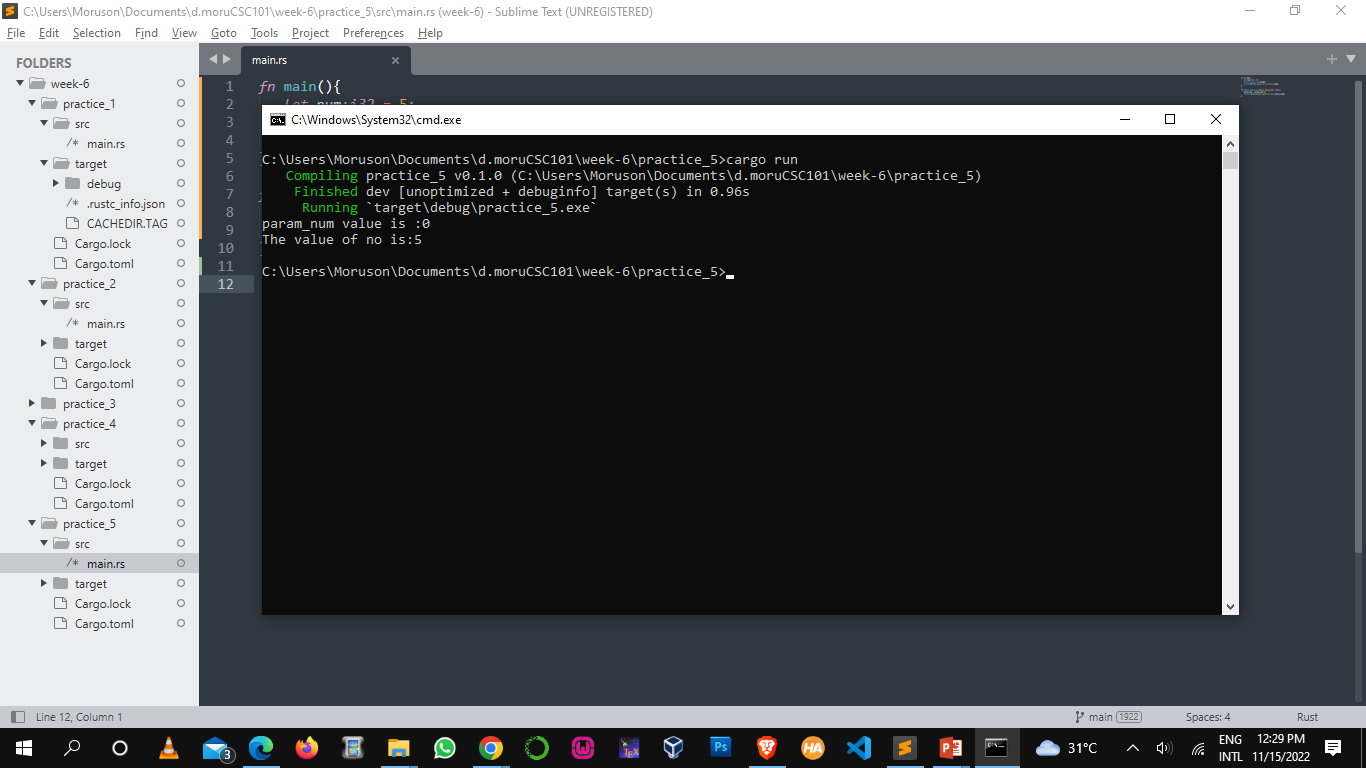 C:\Users\Moruson\Documents\d.moruCSC101\week-6\practice_5\src\main.rs (week-6) - Sublime Text (UNREGISTERED)
File Edit Selection Find View Goto Tools Project Preferences Help
FOLDERS
week-6
practice_1
src
main.rs
target
debug
.rustc_info.json
CACHEDIR.TAG
Cargo.lock
Cargo.toml
practice_2
src
main.rs
target
Cargo.lock
Cargo.toml
practice_3
practice_4
src
target
Cargo.lock
Cargo.toml
practice_5
src
main.rs
target
Cargo.lock
Cargo.toml
main.rs
1 fn main(){
2 let num:i32 = 5;
3
4
5
6
7
8
9
10
11
12
C:\Windows\System32\cmd.exe
C:\Users\Moruson\Documents\d.moruCSC101\week-6\practice_5>cargo run
Compiling practice_5 v0.1.0 (C:\Users\Moruson\Documents\d.moruCSC101\week-6\practice_5)
Finished dev [unoptimized + debuginfo] target(s) in 0.96s
Running `target\debug\practice_5.exe`
param_num value is :0
The value of no is:5
C:\Users\Moruson\Documents\d.moruCSC101\week-6\practice_5>
Line 12, Column 1
main 1922
Spaces: 4
Rust
3
HA
Ps
31°C
ENG
INTL
12:29 PM
11/15/2022